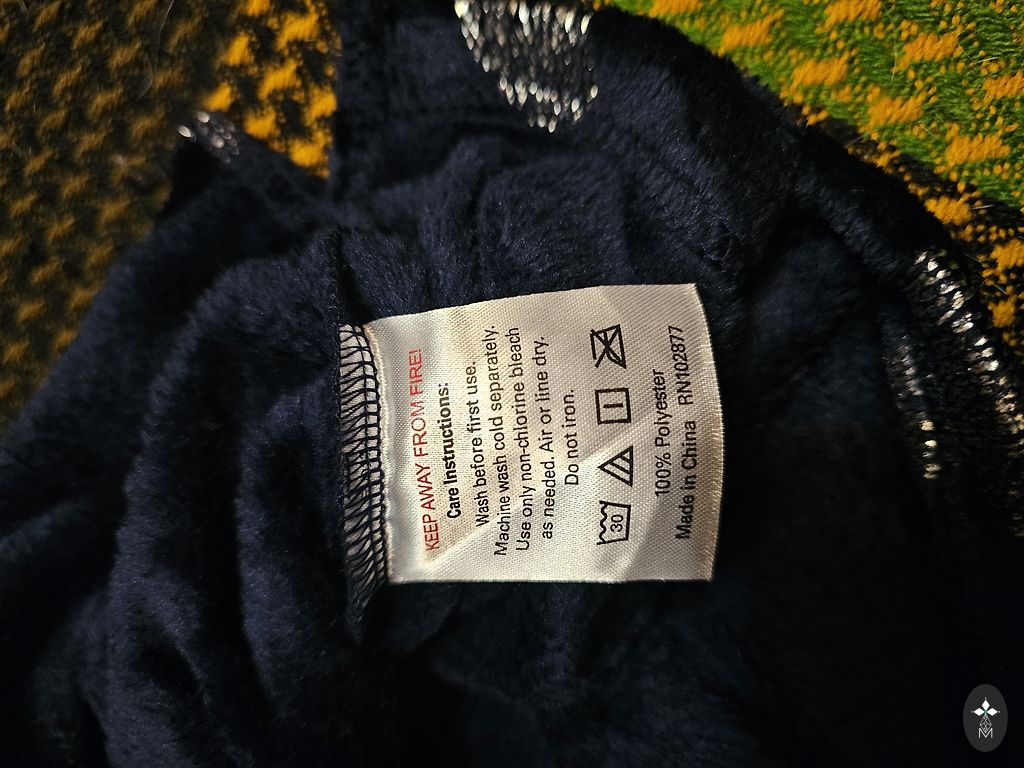 KEEP AWAY FROM FIRE!
Care Instructions:
Wash before first use.
Machine wash cold separately.
Use only non-chlorine bleach
as needed. Air or line dry.
Do not iron.
30
100% Polyester
Made in China RN102877
M